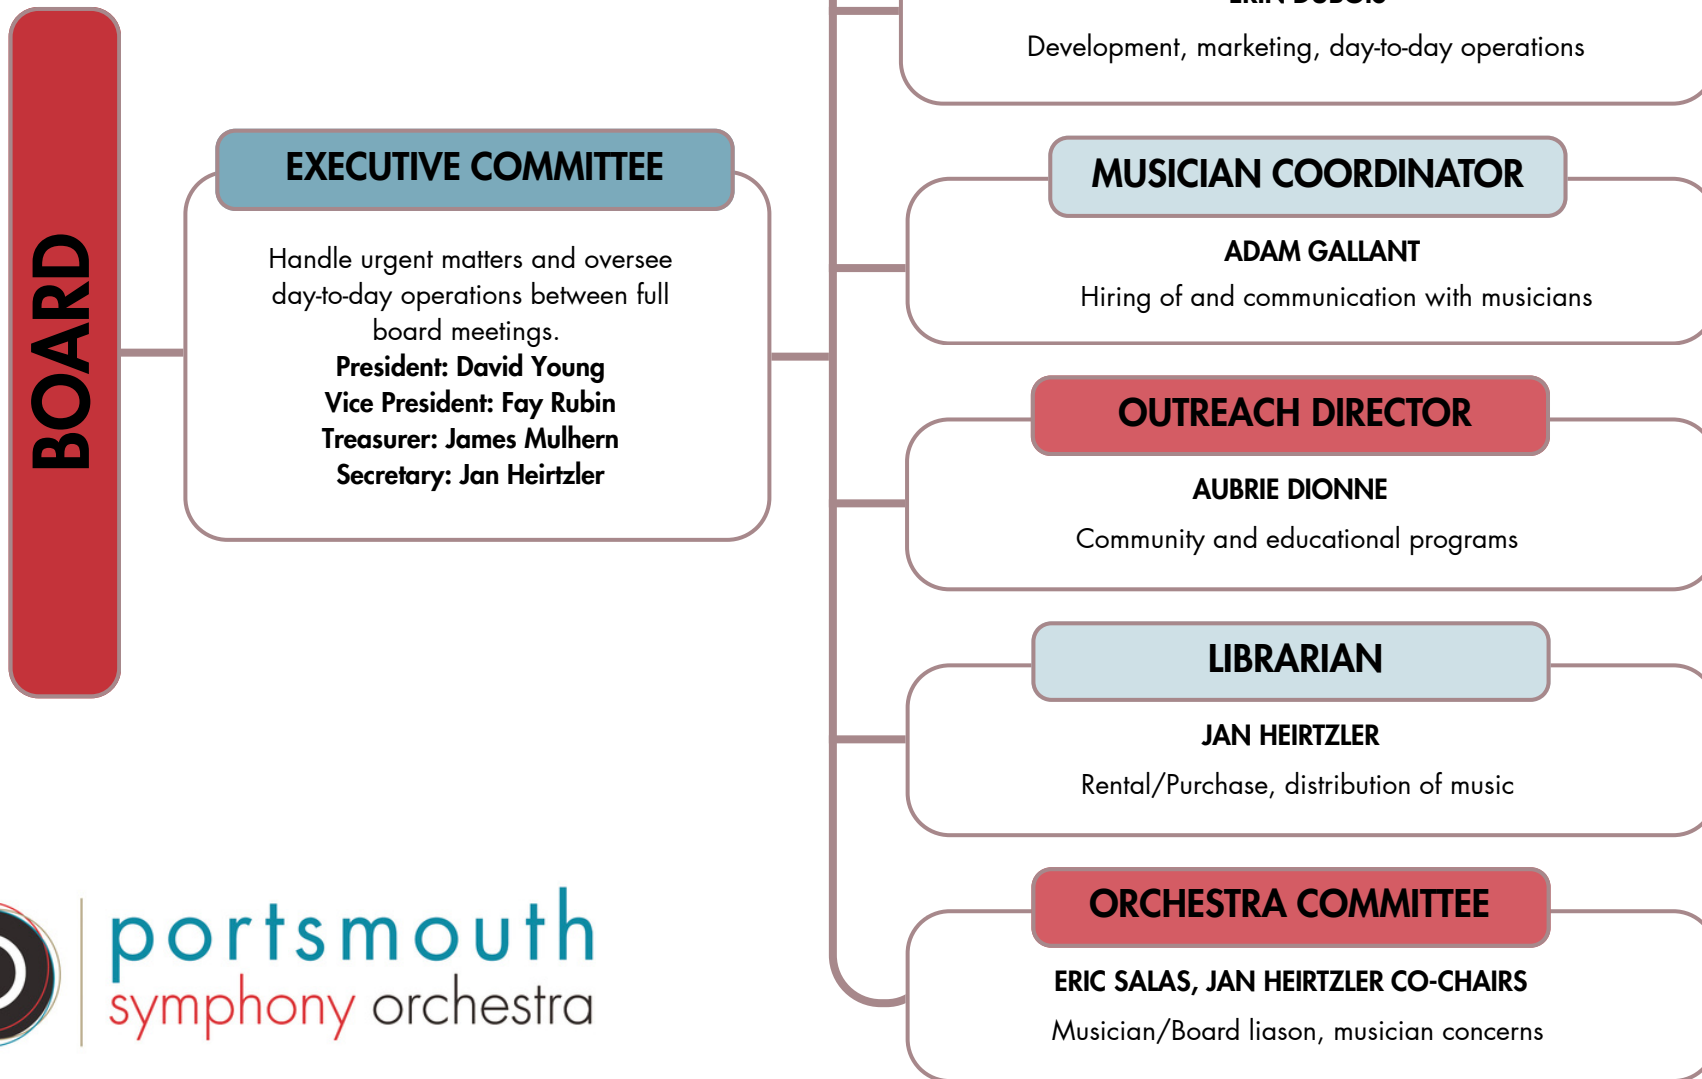 BOARD
EXECUTIVE COMMITTEE
Handle urgent matters and oversee
day-to-day operations between full
board meetings.
President: David Young
Vice President: Fay Rubin
Treasurer: James Mulhern
Secretary: Jan Heirtzler
ERIN DUBOIS
Development, marketing, day-to-day operations
MUSICIAN COORDINATOR
ADAM GALLANT
Hiring of and communication with musicians
OUTREACH DIRECTOR
AUBRIE DIONNE
Community and educational programs
LIBRARIAN
JAN HEIRTZLER
Rental/Purchase, distribution of music
ORCHESTRA COMMITTEE
ERIC SALAS, JAN HEIRTZLER CO-CHAIRS
Musician/Board liason, musician concerns
portsmouth
symphony orchestra